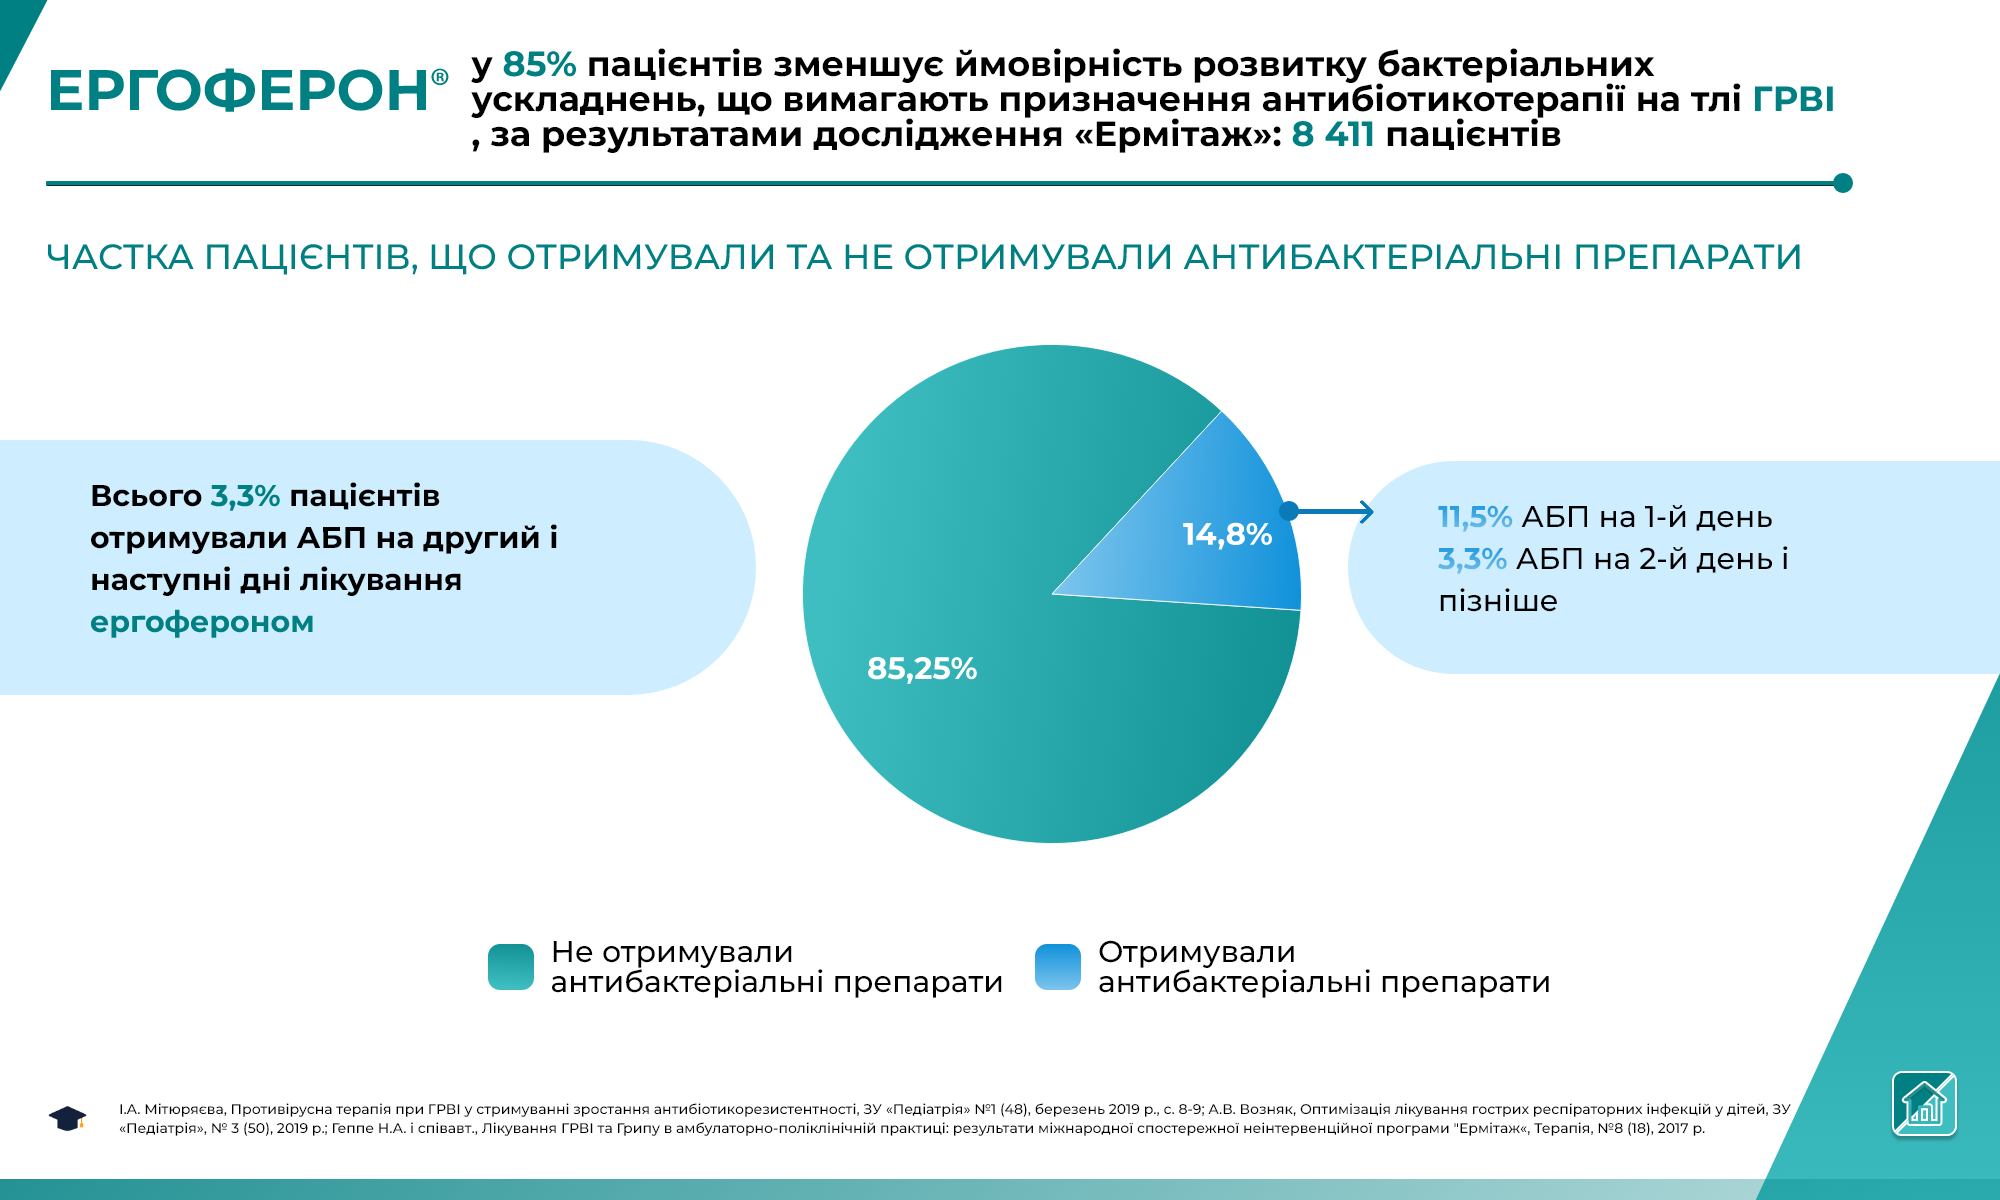 ЕРГОФЕРОН®
у 85% пацієнтів зменшує ймовірність розвитку бактеріальних
ускладнень, що вимагають призначення антибіотикотерапії на тлі ГРВІ
, за результатами дослідження «Ермітаж»: 8 411 пацієнтів
ЧАСТКА ПАЦІЄНТІВ, ЩО ОТРИМУВАЛИ ТА НЕ ОТРИМУВАЛИ АНТИБАКТЕРІАЛЬНІ ПРЕПАРАТИ
Всього 3,3% пацієнтів
отримували АБП на другий і
наступні дні лікування
ергофероном
14,8%
85,25%
11,5% АБП на 1-й день
3,3% АБП на 2-й день і
пізніше
Не отримували
антибактеріальні препарати
Отримували
антибактеріальні препарати
І.А. Мітюряєва, Противірусна терапія при ГРВІ у стримуванні зростання антибіотикорезистентності, ЗУ «Педіатрія» №1 (48), березень 2019 р., с. 8-9; А.В. Возняк, Оптимізація лікування гострих респіраторних інфекцій у дітей, ЗУ
«Педіатрія», № 3 (50), 2019 р.; Геппе Н.А. і співавт., Лікування ГРВІ та Грипу в амбулаторно-поліклінічній практиці: результати міжнародної спостережної неінтервенційної програми "Ермітаж“, Терапія, №8 (18), 2017 р.